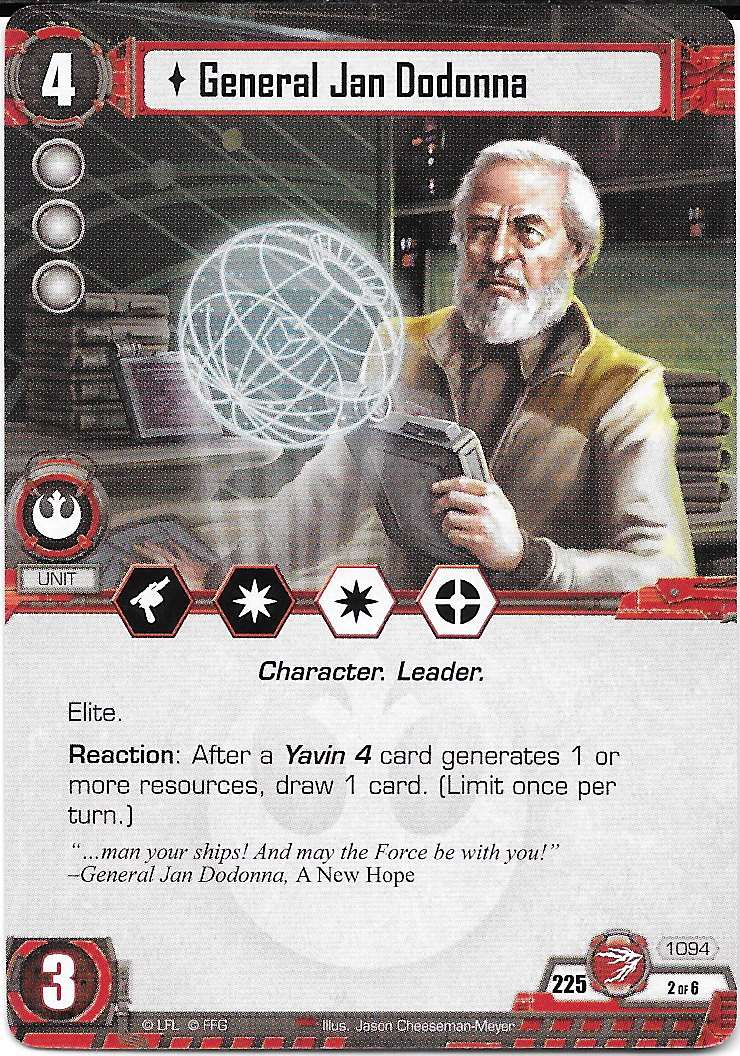 4
General Jan Dodonna
UNIT
Character. Leader.
Elite.
Reaction: After a Yavin 4 card generates 1 or
more resources, draw 1 card. (Limit once per
turn.)
“...man your ships! And may the Force be with you!”
–General Jan Dodonna, A New Hope
3
1094
225
2 OF 6
© LFL © FFG
Illus. Jason Cheeseman-Meyer